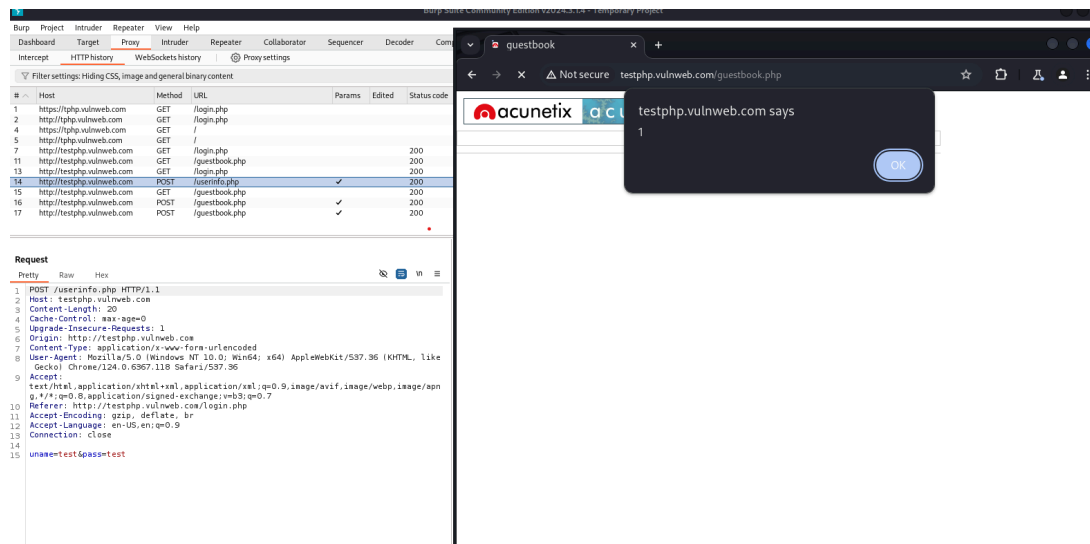 Burp Suite Community Edition v2024.3.1.4 - Temporary Project
Burp Project Intruder Repeater View Help
Dashboard Target Proxy Intruder Repeater Collaborator Sequencer Decoder
Intercept HTTP history WebSockets history Proxy settings
Filter settings: Hiding CSS, image and general binary content
# Host Method URL Params Edited Status code
1 https://tphp.vulnweb.com GET /login.php
2 http://tphp.vulnweb.com GET /login.php
4 https://testphp.vulnweb.com GET /
5 http://tphp.vulnweb.com GET /
7 http://testphp.vulnweb.com GET /login.php 200
11 http://testphp.vulnweb.com GET /guestbook.php 200
13 http://testphp.vulnweb.com GET /login.php 200
14 http://testphp.vulnweb.com POST /userinfo.php ✓ 200
15 http://testphp.vulnweb.com GET /guestbook.php 200
16 http://testphp.vulnweb.com POST /guestbook.php ✓ 200
17 http://testphp.vulnweb.com POST /guestbook.php ✓ 200
Request
Pretty Raw Hex \n
1 POST /userinfo.php HTTP/1.1
2 Host: testphp.vulnweb.com
3 Content-Length: 20
4 Cache-Control: max-age=0
5 Upgrade-Insecure-Requests: 1
6 Origin: http://testphp.vulnweb.com
7 Content-Type: application/x-www-form-urlencoded
8 User-Agent: Mozilla/5.0 (Windows NT 10.0; Win64; x64) AppleWebKit/537.36 (KHTML, like
Gecko) Chrome/124.0.6367.118 Safari/537.36
9 Accept:
text/html,application/xhtml+xml,application/xml;q=0.9,image/avif,image/webp,image/apn
g,*/*;q=0.8,application/signed-exchange;v=b3;q=0.7
10 Referer: http://testphp.vulnweb.com/login.php
11 Accept-Encoding: gzip, deflate, br
12 Accept-Language: en-US,en;q=0.9
13 Connection: close
14
15 uname=test&pass=test
guestbook
Not secure testphp.vulnweb.com/guestbook.php
acunetix acu
testphp.vulnweb.com says
1
OK